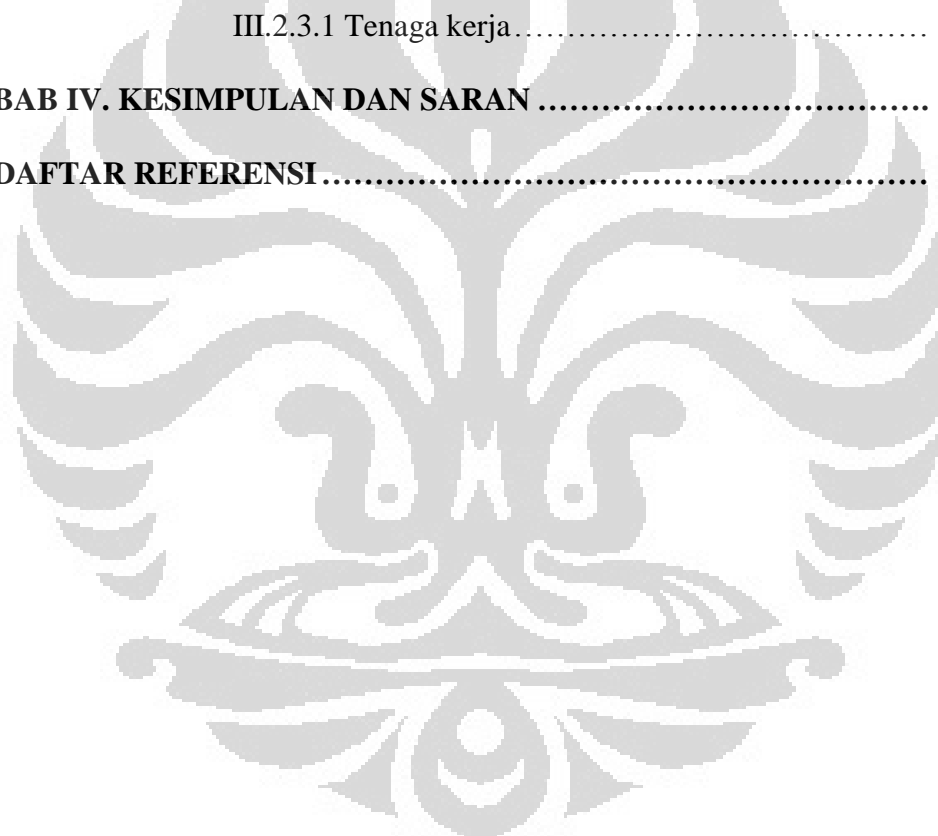 III.2.3.1 Tenaga kerja……………………………….
BAB IV. KESIMPULAN DAN SARAN……………………………….
DAFTAR REFERENSI…………………………………………………